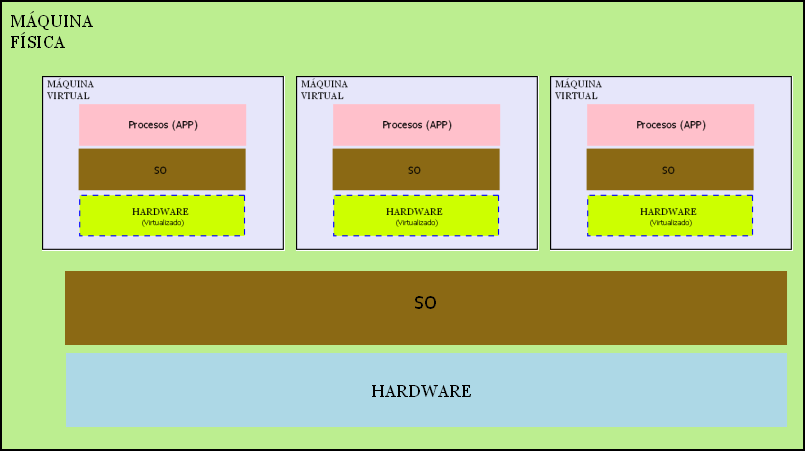 MÁQUINA
FÍSICA
MÁQUINA
VIRTUAL
Procesos (APP)
SO
HARDWARE
(Virtualizado)
MÁQUINA
VIRTUAL
Procesos (APP)
SO
HARDWARE
(Virtualizado)
MÁQUINA
VIRTUAL
Procesos (APP)
SO
HARDWARE
(Virtualizado)
SO
HARDWARE